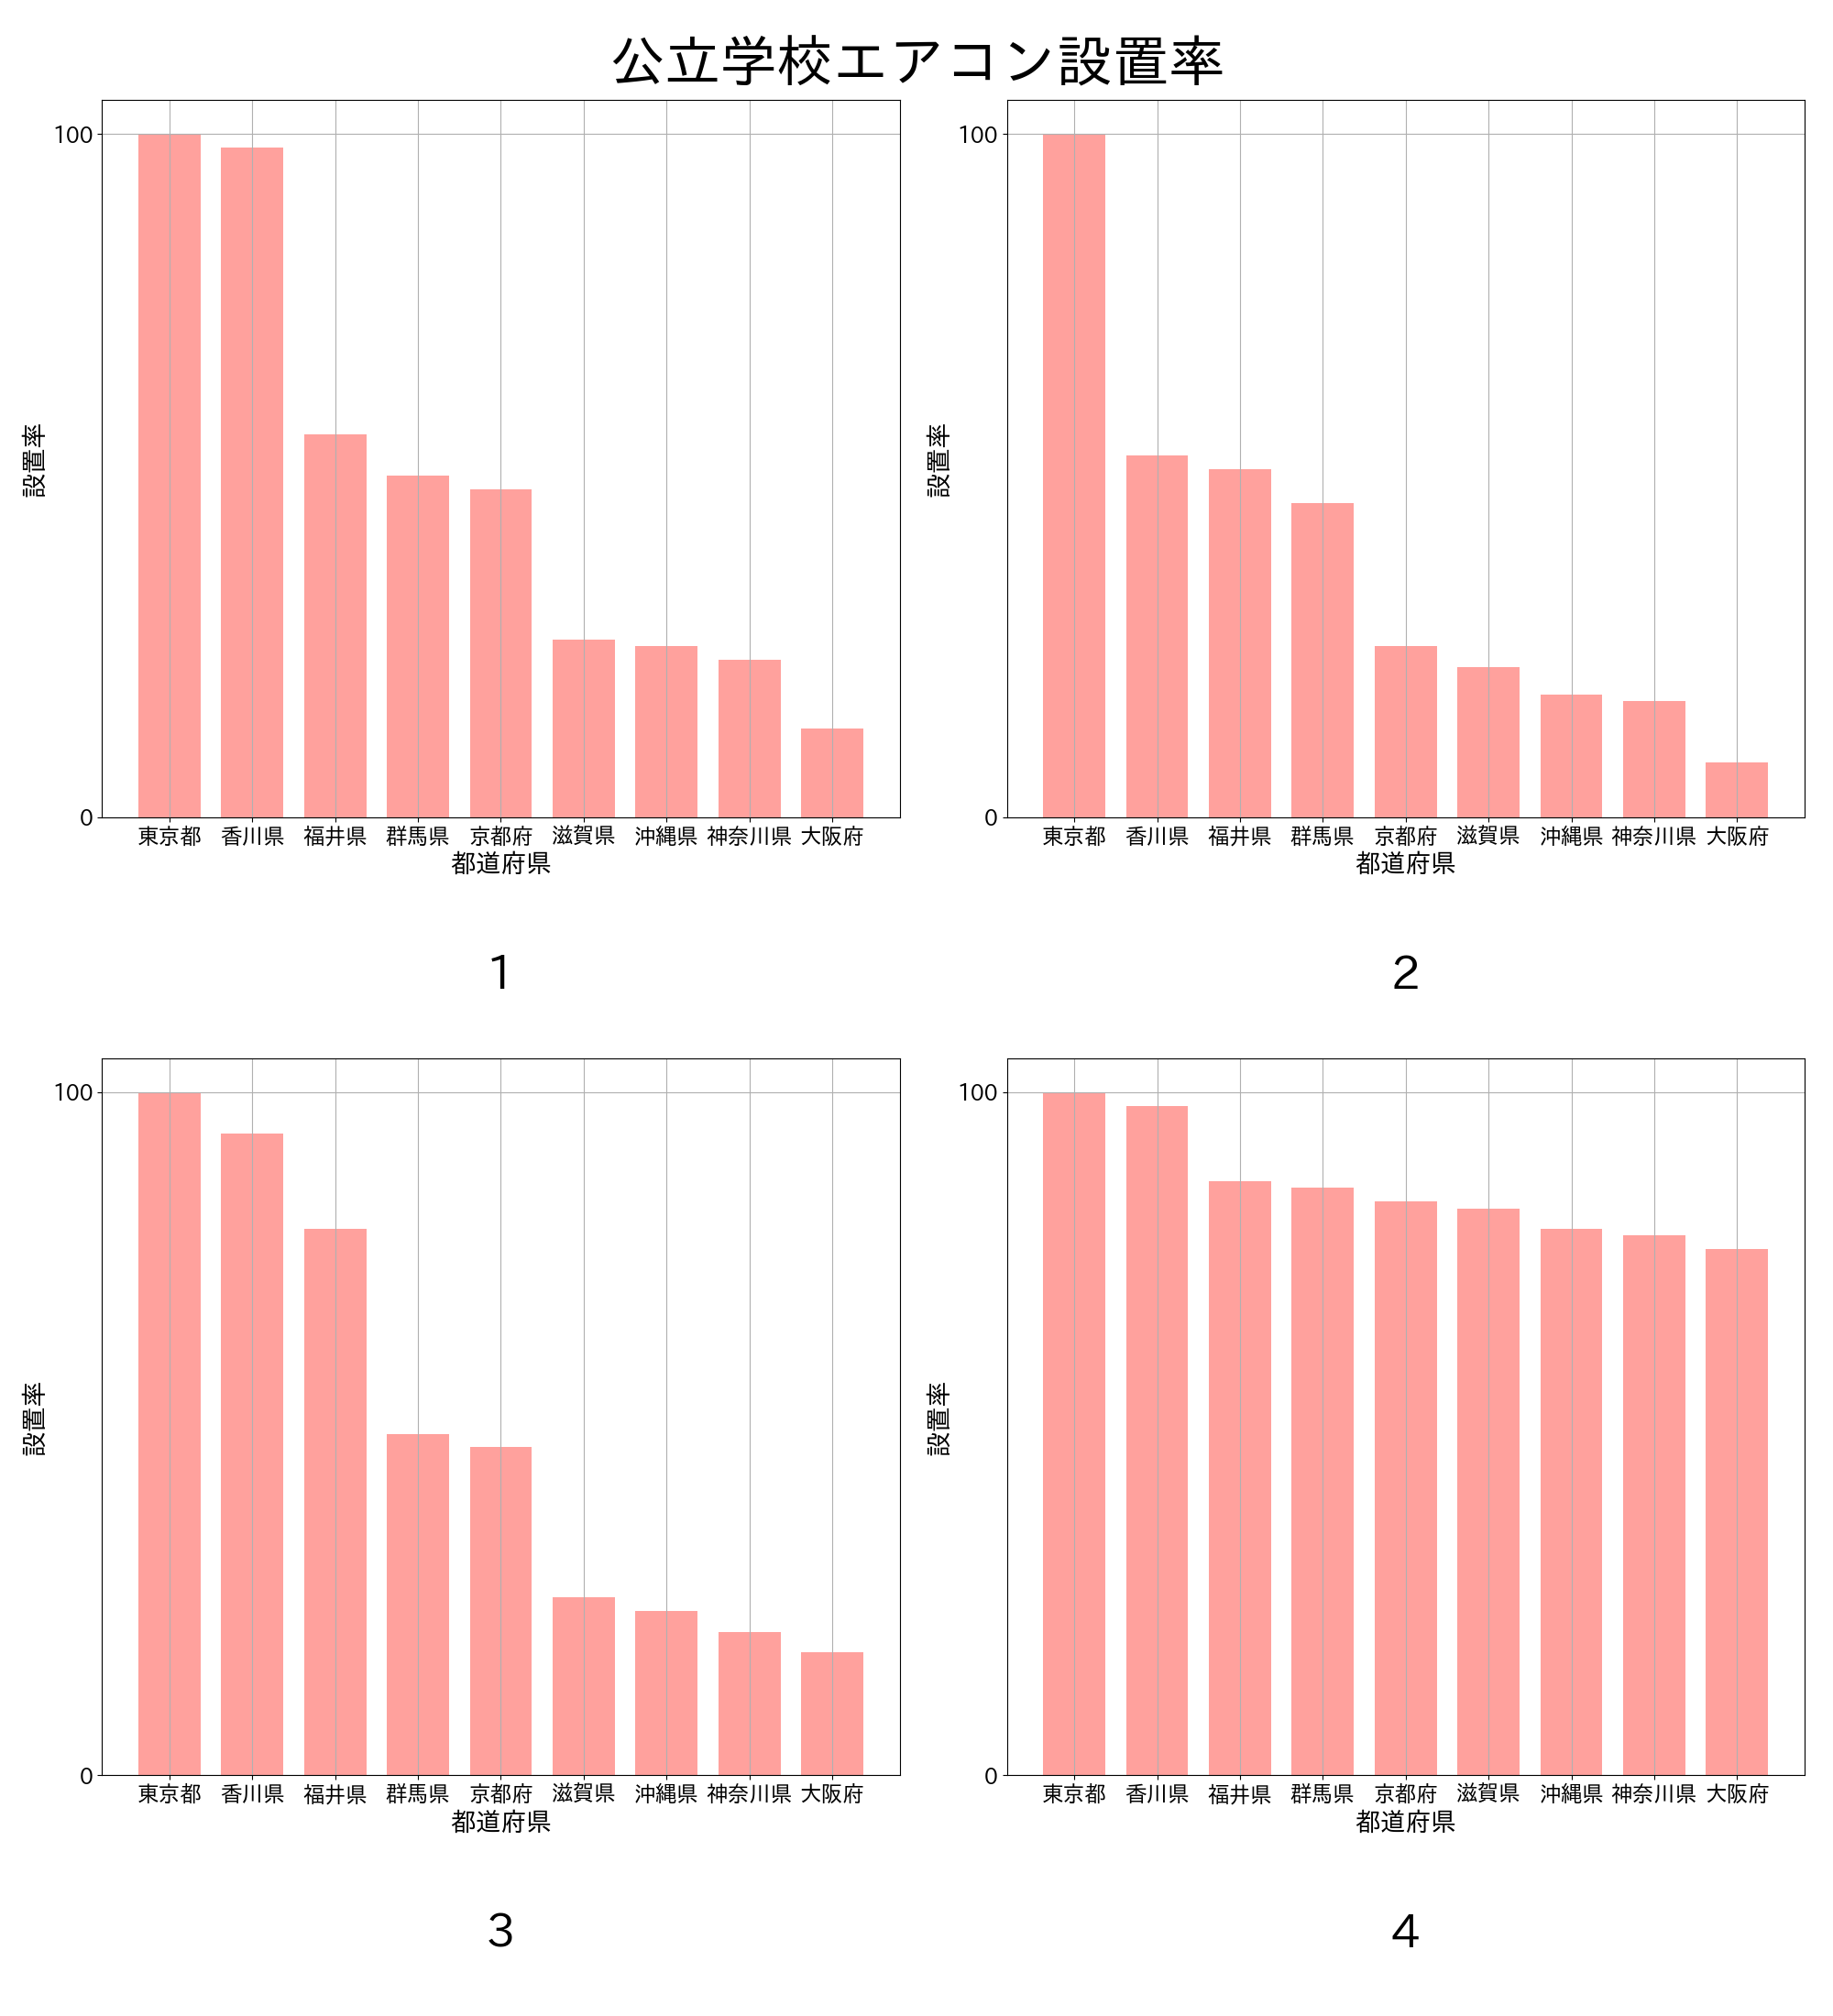 公立学校エアコン設置率
100
設置率
0
東京都 香川県 福井県 群馬県 京都府 滋賀県 沖縄県 神奈川県 大阪府
都道府県
1
100
設置率
0
東京都 香川県 福井県 群馬県 京都府 滋賀県 沖縄県 神奈川県 大阪府
都道府県
2
100
設置率
0
東京都 香川県 福井県 群馬県 京都府 滋賀県 沖縄県 神奈川県 大阪府
都道府県
3
100
設置率
0
東京都 香川県 福井県 群馬県 京都府 滋賀県 沖縄県 神奈川県 大阪府
都道府県
4